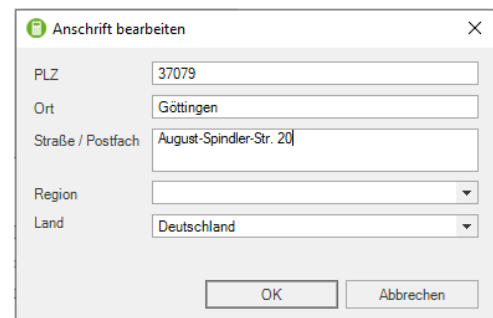 Anschrift bearbeiten
PLZ 37079
Ort Göttingen
Straße / Postfach August-Spindler-Str. 20
Region
Land Deutschland
OK Abbrechen